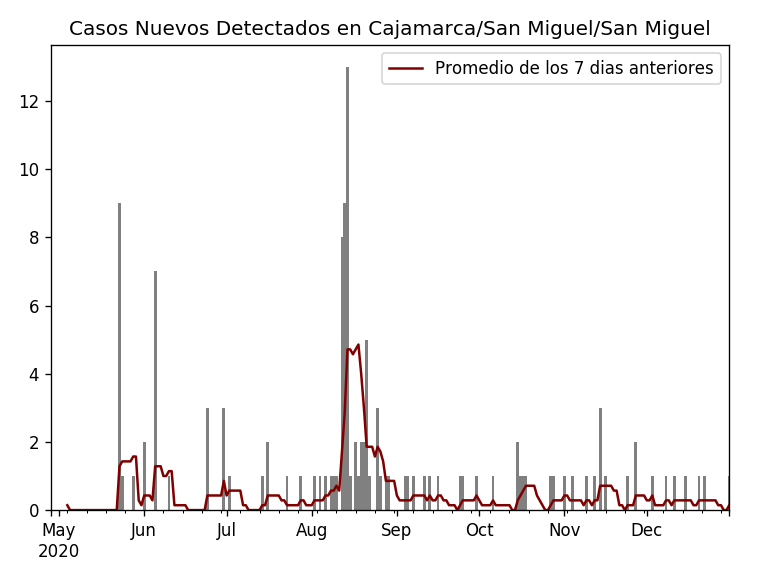 Casos Nuevos Detectados en Cajamarca/San Miguel/San Miguel
Promedio de los 7 dias anteriores
12
10
8
6
4
2
0
May Jun Jul Aug Sep Oct Nov Dec
2020